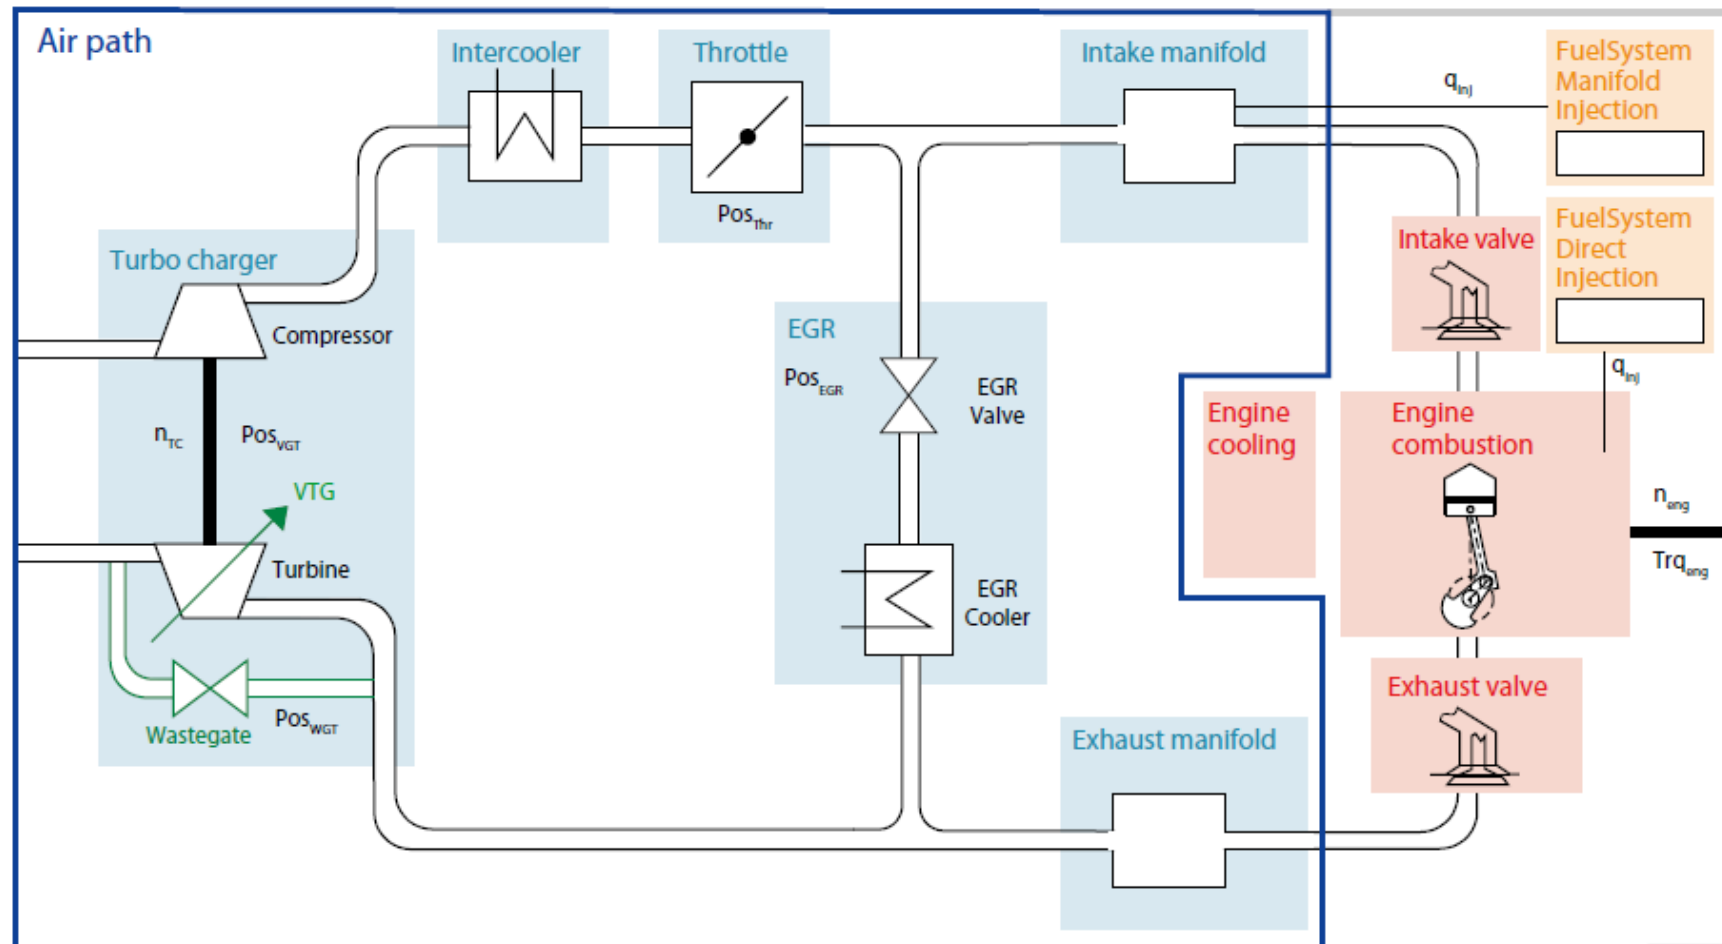 Air path
Intercooler
Throttle
Pos_Thr
Intake manifold
q_inj
FuelSystem
Manifold
Injection
FuelSystem
Direct
Injection
q_inj
Intake valve
Turbo charger
Compressor
n_TC
Pos_VGT
VTG
Turbine
Wastegate
Pos_WGT
EGR
Pos_EGR
EGR
Valve
EGR
Cooler
Engine
cooling
Engine
combustion
n_eng
Trq_eng
Exhaust valve
Exhaust manifold